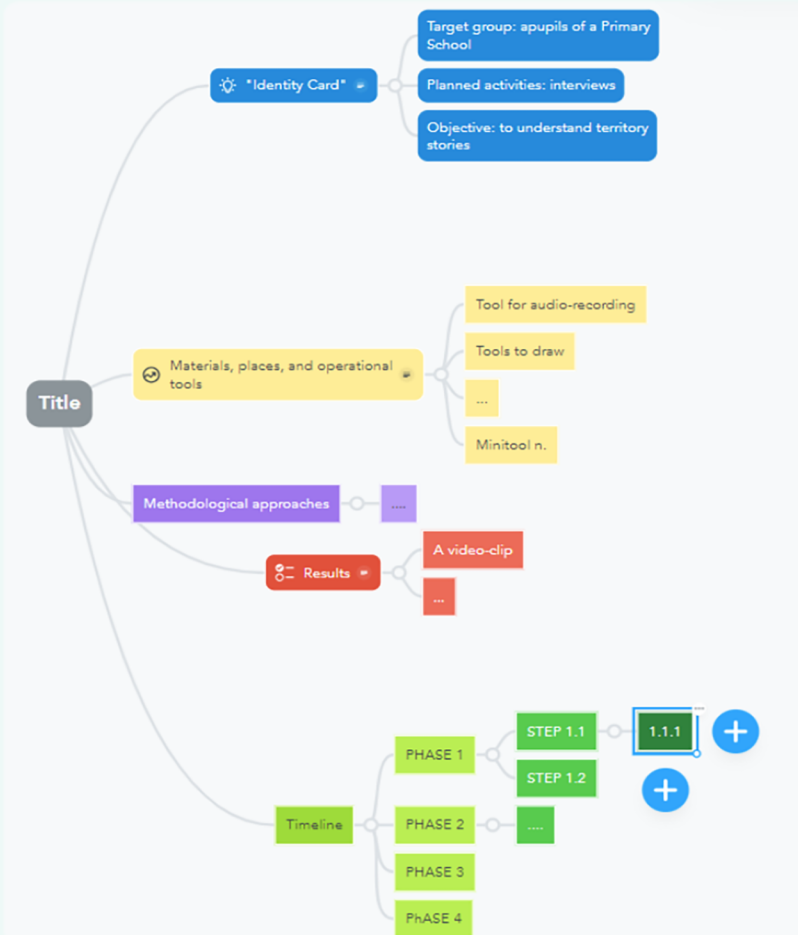 Target group: apupils of a Primary
School
"Identity Card"
Planned activities: interviews
Objective: to understand territory
stories
Tool for audio-recording
Tools to draw
Materials, places, and operational
tools
...
Minitool n.
Title
Methodological approaches
....
A video-clip
Results
...
STEP 1.1
1.1.1
PHASE 1
STEP 1.2
Timeline
PHASE 2
....
PHASE 3
PhASE 4